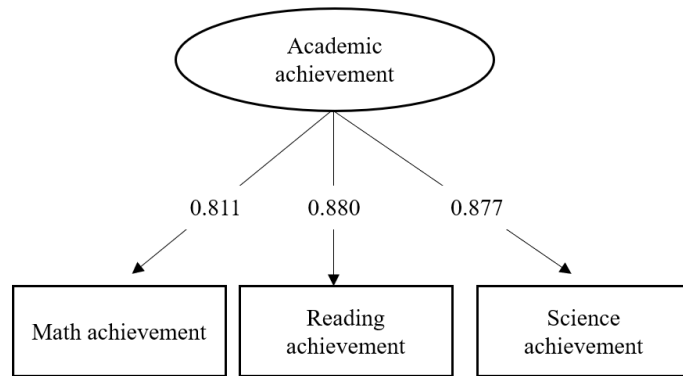 Academic
achievement
0.811 0.880 0.877
Math achievement
Reading
achievement
Science
achievement